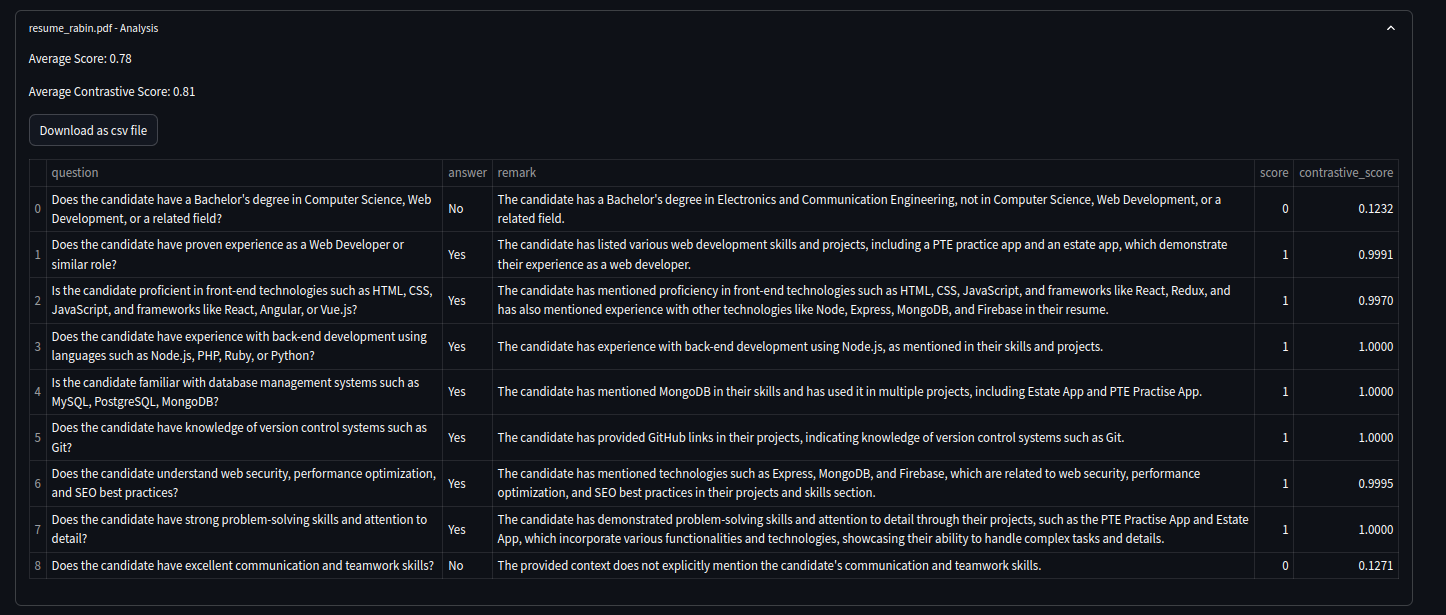 resume_rabin.pdf - Analysis
Average Score: 0.78
Average Contrastive Score: 0.81
Download as csv file
question answer remark score contrastive_score
0 Does the candidate have a Bachelor's degree in Computer Science, Web Development, or a related field? No The candidate has a Bachelor's degree in Electronics and Communication Engineering, not in Computer Science, Web Development, or a related field. 0 0.1232
1 Does the candidate have proven experience as a Web Developer or similar role? Yes The candidate has listed various web development skills and projects, including a PTE practice app and an estate app, which demonstrate their experience as a web developer. 1 0.9991
2 Is the candidate proficient in front-end technologies such as HTML, CSS, JavaScript, and frameworks like React, Angular, or Vue.js? Yes The candidate has mentioned proficiency in front-end technologies such as HTML, CSS, JavaScript, and frameworks like React, Redux, and has also mentioned experience with other technologies like Node, Express, MongoDB, and Firebase in their resume. 1 0.9970
3 Does the candidate have experience with back-end development using languages such as Node.js, PHP, Ruby, or Python? Yes The candidate has experience with back-end development using Node.js, as mentioned in their skills and projects. 1 1.0000
4 Is the candidate familiar with database management systems such as MySQL, PostgreSQL, MongoDB? Yes The candidate has mentioned MongoDB in their skills and has used it in multiple projects, including Estate App and PTE Practise App. 1 1.0000
5 Does the candidate have knowledge of version control systems such as Git? Yes The candidate has provided GitHub links in their projects, indicating knowledge of version control systems such as Git. 1 1.0000
6 Does the candidate understand web security, performance optimization, and SEO best practices? Yes The candidate has mentioned technologies such as Express, MongoDB, and Firebase, which are related to web security, performance optimization, and SEO best practices in their projects and skills section. 1 0.9995
7 Does the candidate have strong problem-solving skills and attention to detail? Yes The candidate has demonstrated problem-solving skills and attention to detail through their projects, such as the PTE Practise App and Estate App, which incorporate various functionalities and technologies, showcasing their ability to handle complex tasks and details. 1 1.0000
8 Does the candidate have excellent communication and teamwork skills? No The provided context does not explicitly mention the candidate's communication and teamwork skills. 0 0.1271